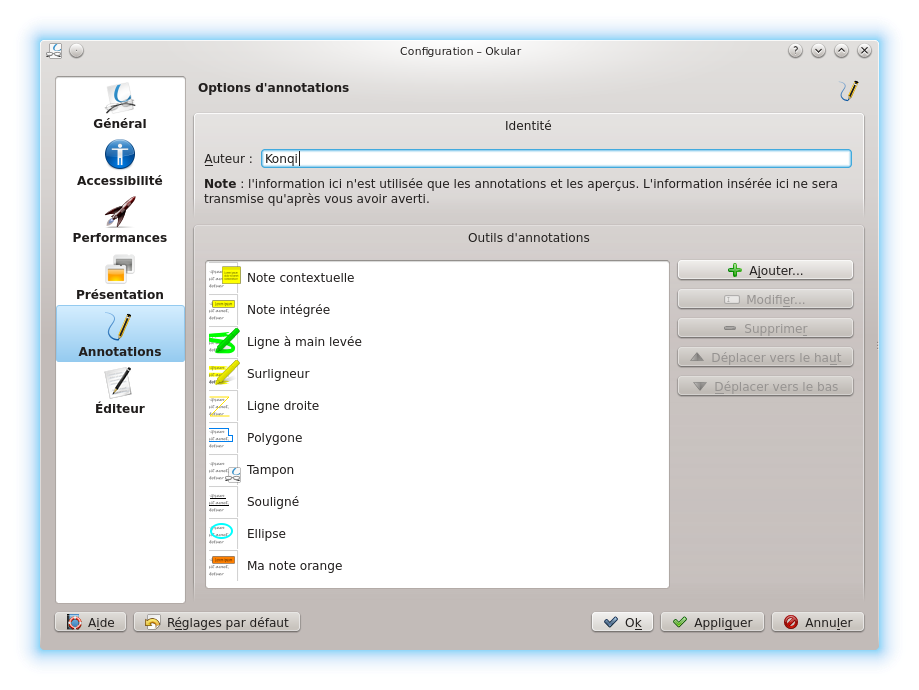 Configuration – Okular
Général
Accessibilité
Performances
Présentation
Annotations
Éditeur
Options d'annotations
Identité
Auteur : Konqi
Note : l'information ici n'est utilisée que les annotations et les aperçus. L'information insérée ici ne sera
transmise qu'après vous avoir averti.
Outils d'annotations
Note contextuelle
Note intégrée
Ligne à main levée
Surligneur
Ligne droite
Polygone
Tampon
Souligné
Ellipse
Ma note orange
Ajouter...
Modifier...
Supprimer
Déplacer vers le haut
Déplacer vers le bas
Aide
Réglages par défaut
Ok
Appliquer
Annuler